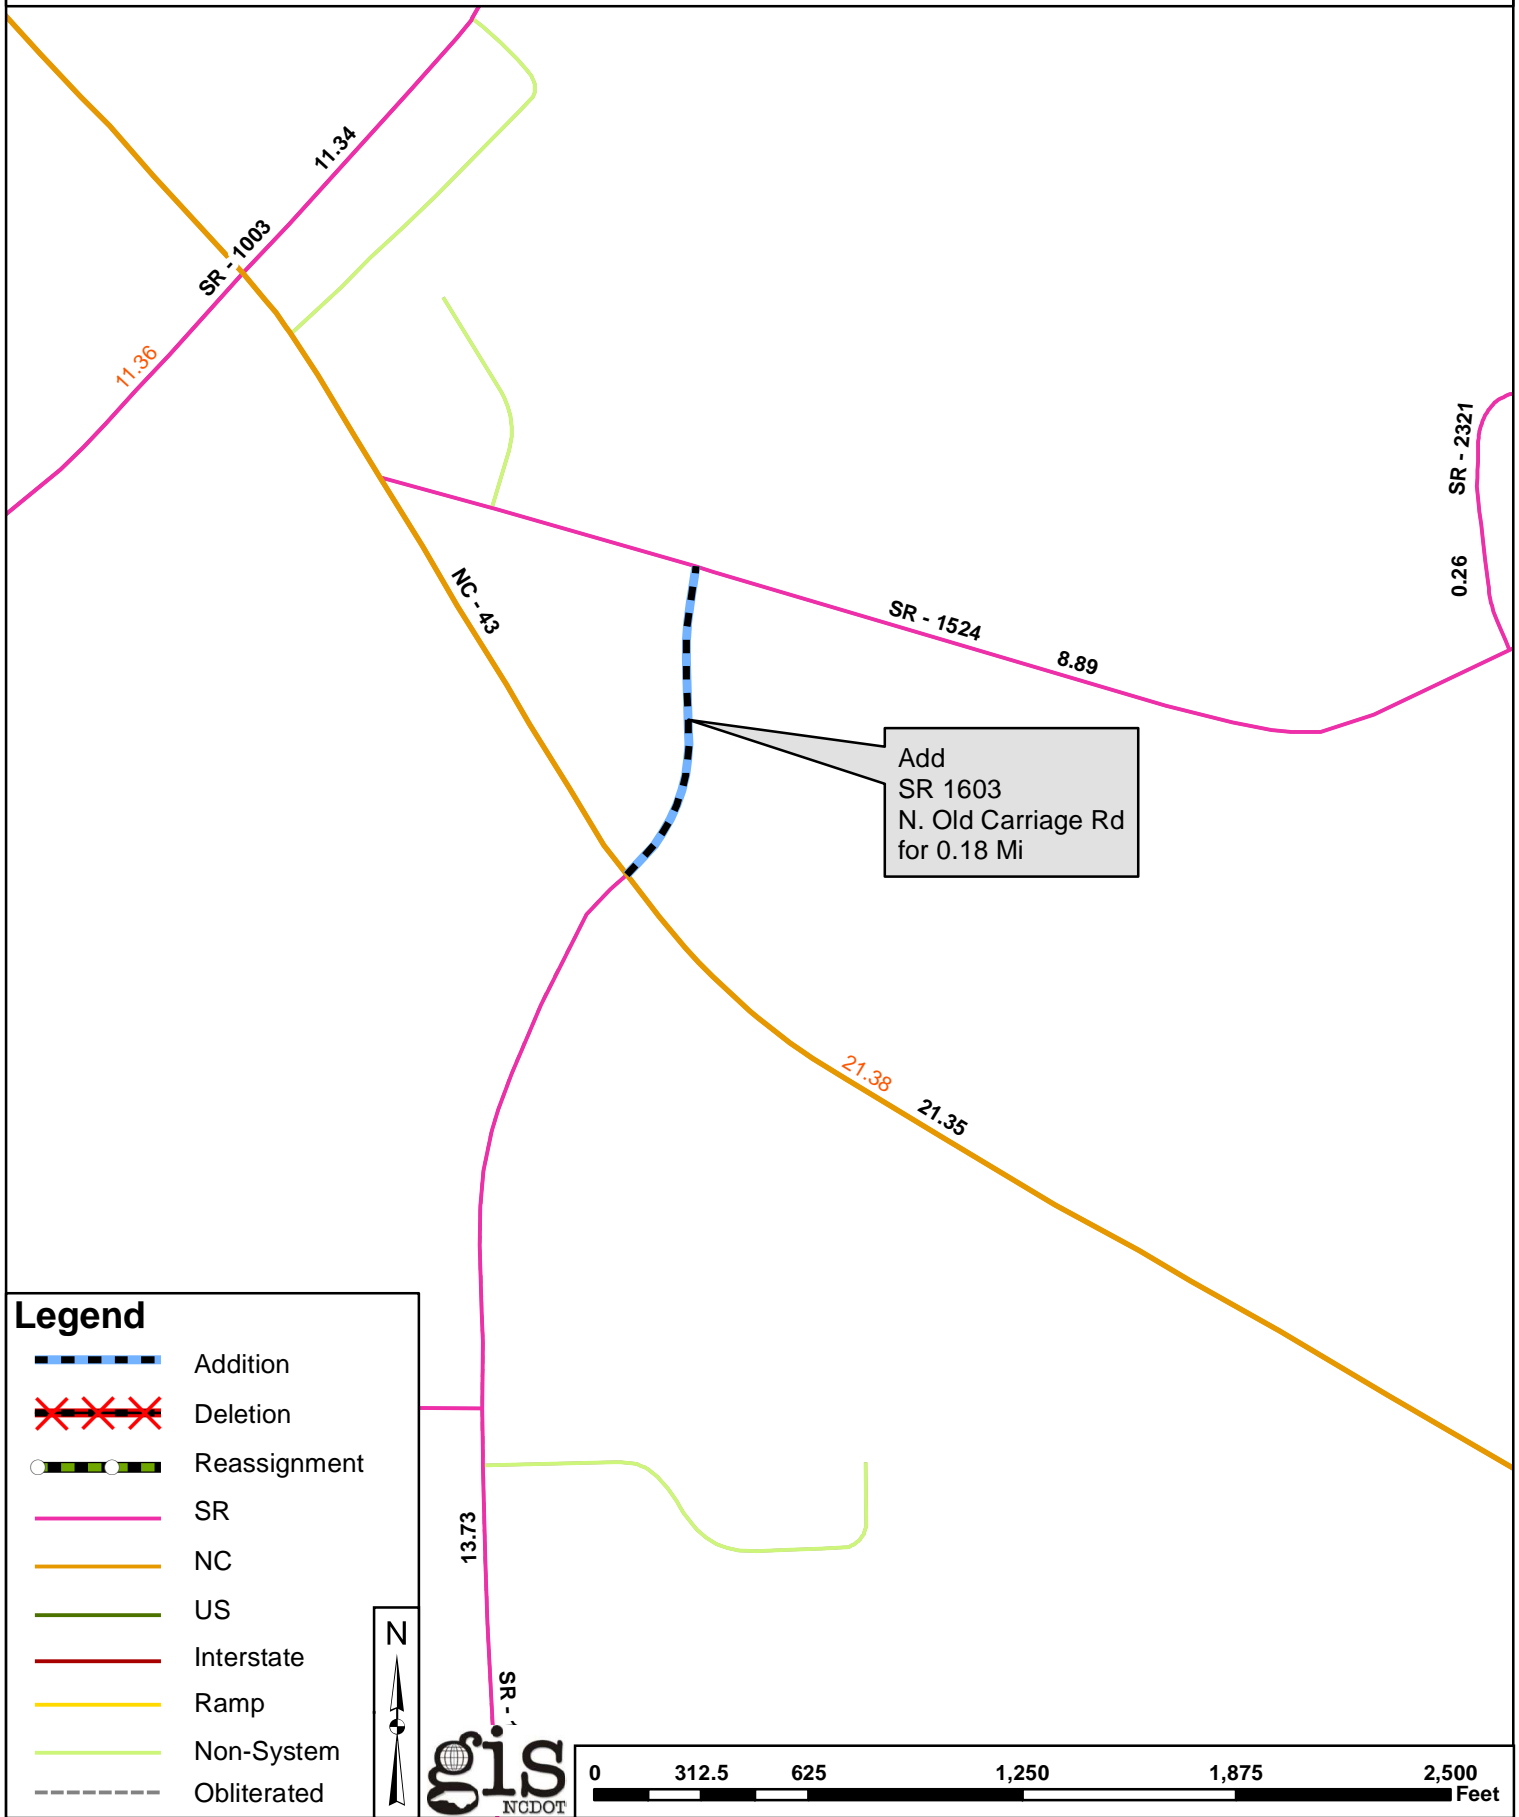 11.34
SR - 1003
11.36
SR - 2321
0.26
NC - 43
SR - 1524
8.89
Add
SR 1603
N. Old Carriage Rd
for 0.18 Mi
21.38
21.35
Legend
Addition
Deletion
Reassignment
SR
NC
US
Interstate
Ramp
Non-System
Obliterated
13.73
N
SR -
gis
NCDOT
0 312.5 625 1,250 1,875 2,500
Feet